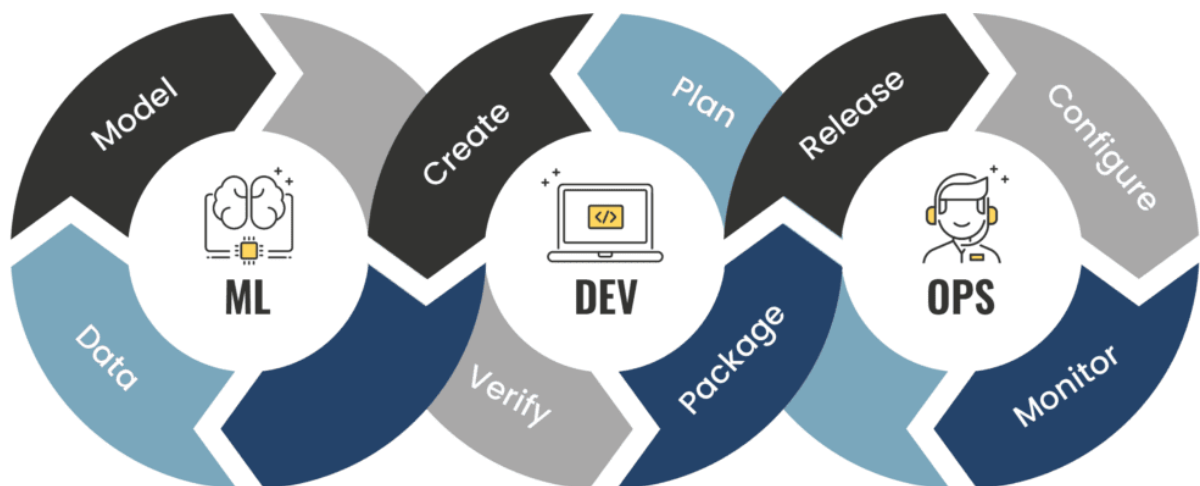 Model
Data
ML
Create
Plan
Verify
Package
</>
DEV
Release
Configure
Monitor
OPS